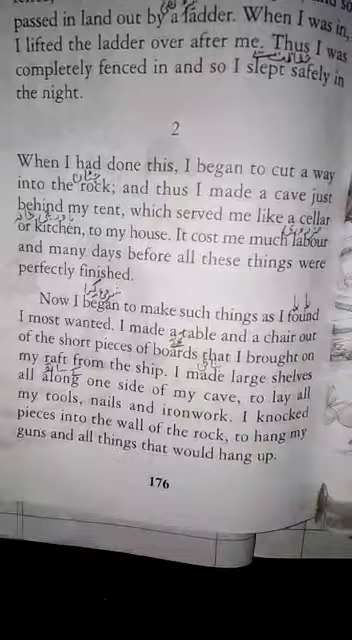 passed in land out by a ladder. When I was in,
I lifted the ladder over after me. Thus I was
completely fenced in and so I slept safely in
the night.
2
When I had done this, I began to cut a way
into the rock; and thus I made a cave just
behind my tent, which served me like a cellar
or kitchen, to my house. It cost me much labour
and many days before all these things were
perfectly finished.
Now I began to make such things as I found
I most wanted. I made a table and a chair out
of the short pieces of boards that I brought on
my raft from the ship. I made large shelves
all along one side of my cave, to lay all
my tools, nails and ironwork. I knocked
pieces into the wall of the rock, to hang my
guns and all things that would hang up.
176